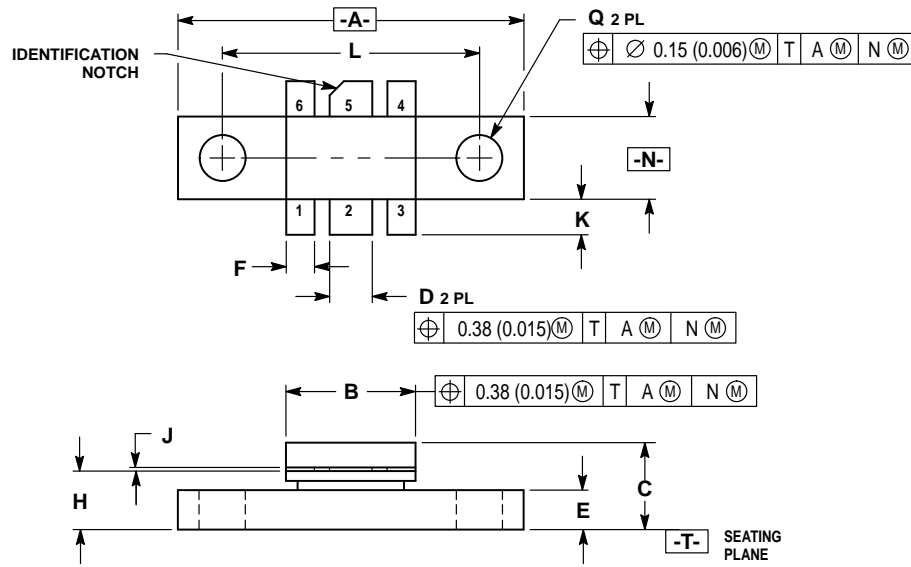 -A-
Q 2 PL
L
⌖ ∅ 0.15 (0.006) Ⓜ T A Ⓜ N Ⓜ
IDENTIFICATION
NOTCH
6 5 4
-N-
1 2 3
K
F
D 2 PL
⌖ 0.38 (0.015) Ⓜ T A Ⓜ N Ⓜ
B
⌖ 0.38 (0.015) Ⓜ T A Ⓜ N Ⓜ
J
H
E
C
-T- SEATING
PLANE